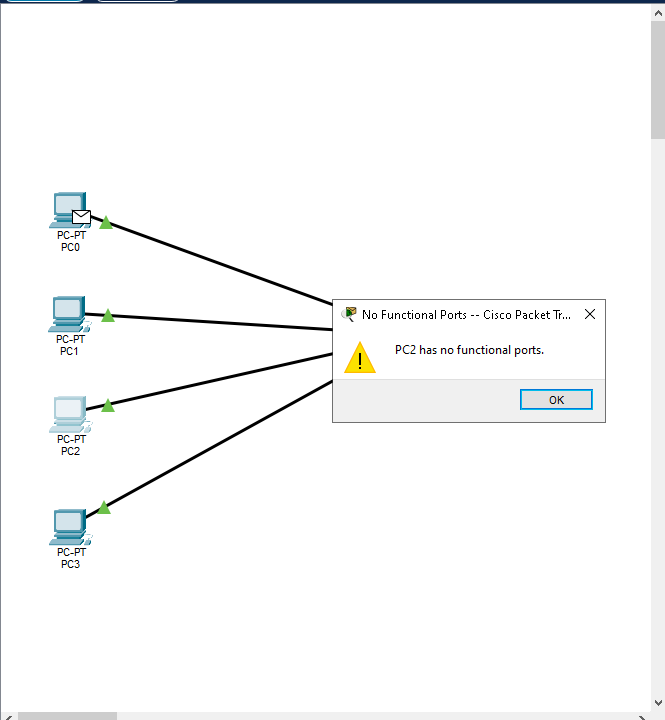 PC-PT
PC0
No Functional Ports -- Cisco Packet Tr...
PC-PT
PC1
PC2 has no functional ports.
OK
PC-PT
PC2
PC-PT
PC3